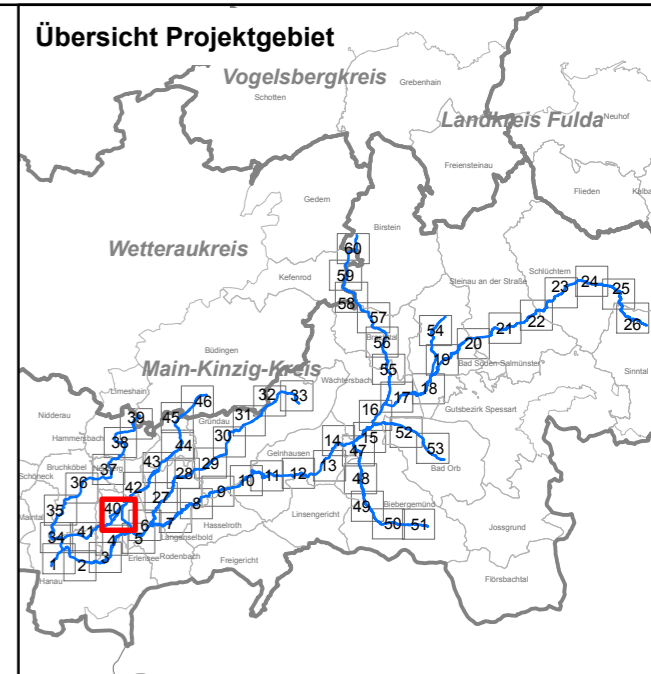 Übersicht Projektgebiet
Vogelsbergkreis
Grebenhain
Schotten
Landkreis Fulda
Neuhof
Freiensteinau
Flieden
Gedern
Birstein
Wetteraukreis
60
Kefenrod
59
Steinau an der Straße
Schlüchtern
23
24
25
58
57
22
26
54
21
56
20
Büdingen
19
Bad Soden-Salmünster
Sinntal
Main-Kinzig-Kreis
55
Wächtersbach
18
17
Limeshain
46
32
33
Gutsbezirk Spessart
Nidderau
45
31
16
39
Gründau
Hammersbach
38
30
15
52
44
14
53
Gelnhausen
47
Bruchköbel
37
43
29
13
Bad Orb
Schöneck
36
28
12
48
42
11
10
27
9
Linsengericht
49
Biebergemünd
35
40
8
Hasselroth
50
51
Jossgrund
Maintal
6
7
34
41
4
5
Langenselbold
Erlensee
Rodenbach
Freigericht
3
1
2
Hanau
Flörsbachtal